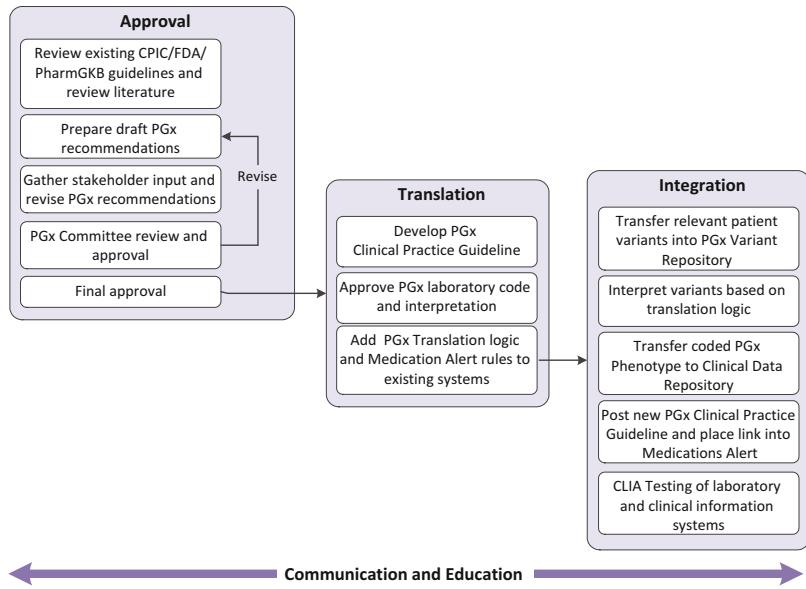 Approval
Review existing CPIC/FDA/
PharmGKB guidelines and
review literature
Prepare draft PGx
recommendations
Revise
Gather stakeholder input and
revise PGx recommendations
PGx Committee review and
approval
Final approval
Translation
Develop PGx
Clinical Practice Guideline
Approve PGx laboratory code
and interpretation
Add PGx Translation logic
and Medication Alert rules to
existing systems
Integration
Transfer relevant patient
variants into PGx Variant
Repository
Interpret variants based on
translation logic
Transfer coded PGx
Phenotype to Clinical Data
Repository
Post new PGx Clinical Practice
Guideline and place link into
Medications Alert
CLIA Testing of laboratory
and clinical information
systems
Communication and Education